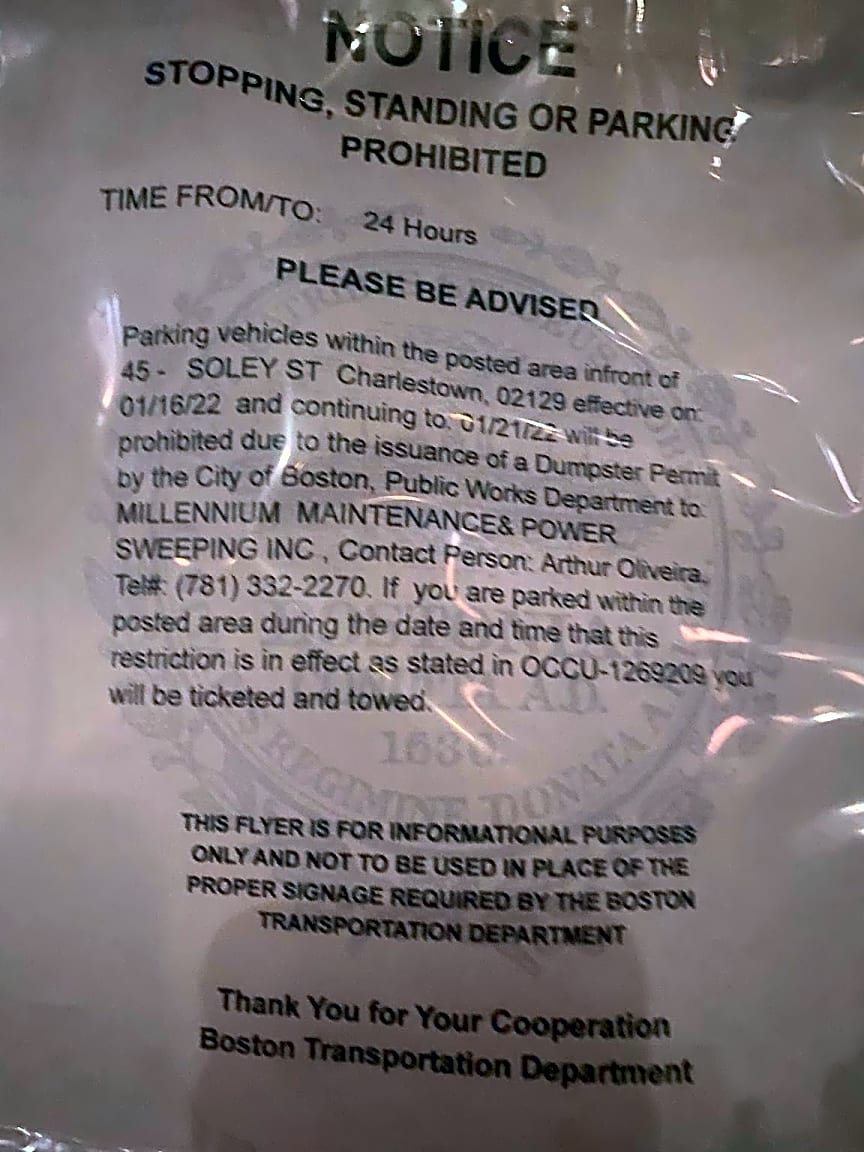 NOTICE
STOPPING, STANDING OR PARKING
PROHIBITED
TIME FROM/TO: 24 Hours
PLEASE BE ADVISED
Parking vehicles within the posted area infront of
45 - SOLEY ST Charlestown, 02129 effective on:
01/16/22 and continuing to: 01/21/22 will be
prohibited due to the issuance of a Dumpster Permit
by the City of Boston, Public Works Department to:
MILLENNIUM MAINTENANCE& POWER
SWEEPING INC , Contact Person: Arthur Oliveira,
Tel#: (781) 332-2270. If you are parked within the
posted area during the date and time that this
restriction is in effect as stated in OCCU-1269209 you
will be ticketed and towed.
A.D.
1630.
REGIMINE DONATA A.
THIS FLYER IS FOR INFORMATIONAL PURPOSES
ONLY AND NOT TO BE USED IN PLACE OF THE
PROPER SIGNAGE REQUIRED BY THE BOSTON
TRANSPORTATION DEPARTMENT
Thank You for Your Cooperation
Boston Transportation Department